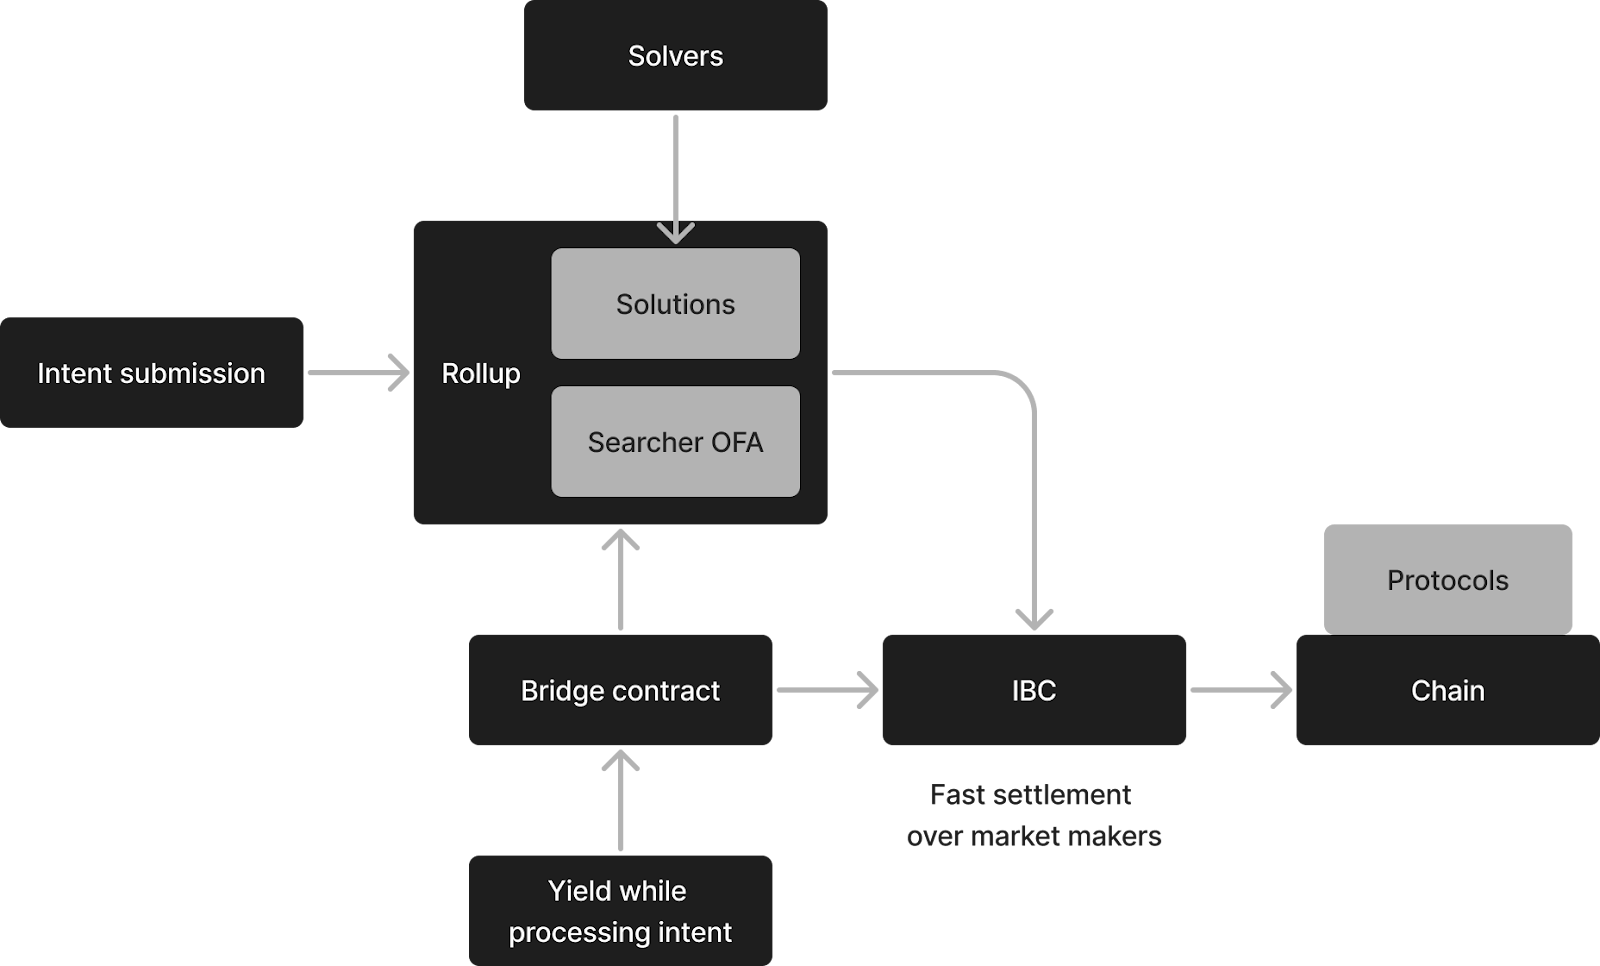 Solvers
Solutions
Intent submission
Rollup
Searcher OFA
Protocols
Bridge contract
IBC
Chain
Fast settlement
over market makers
Yield while
processing intent